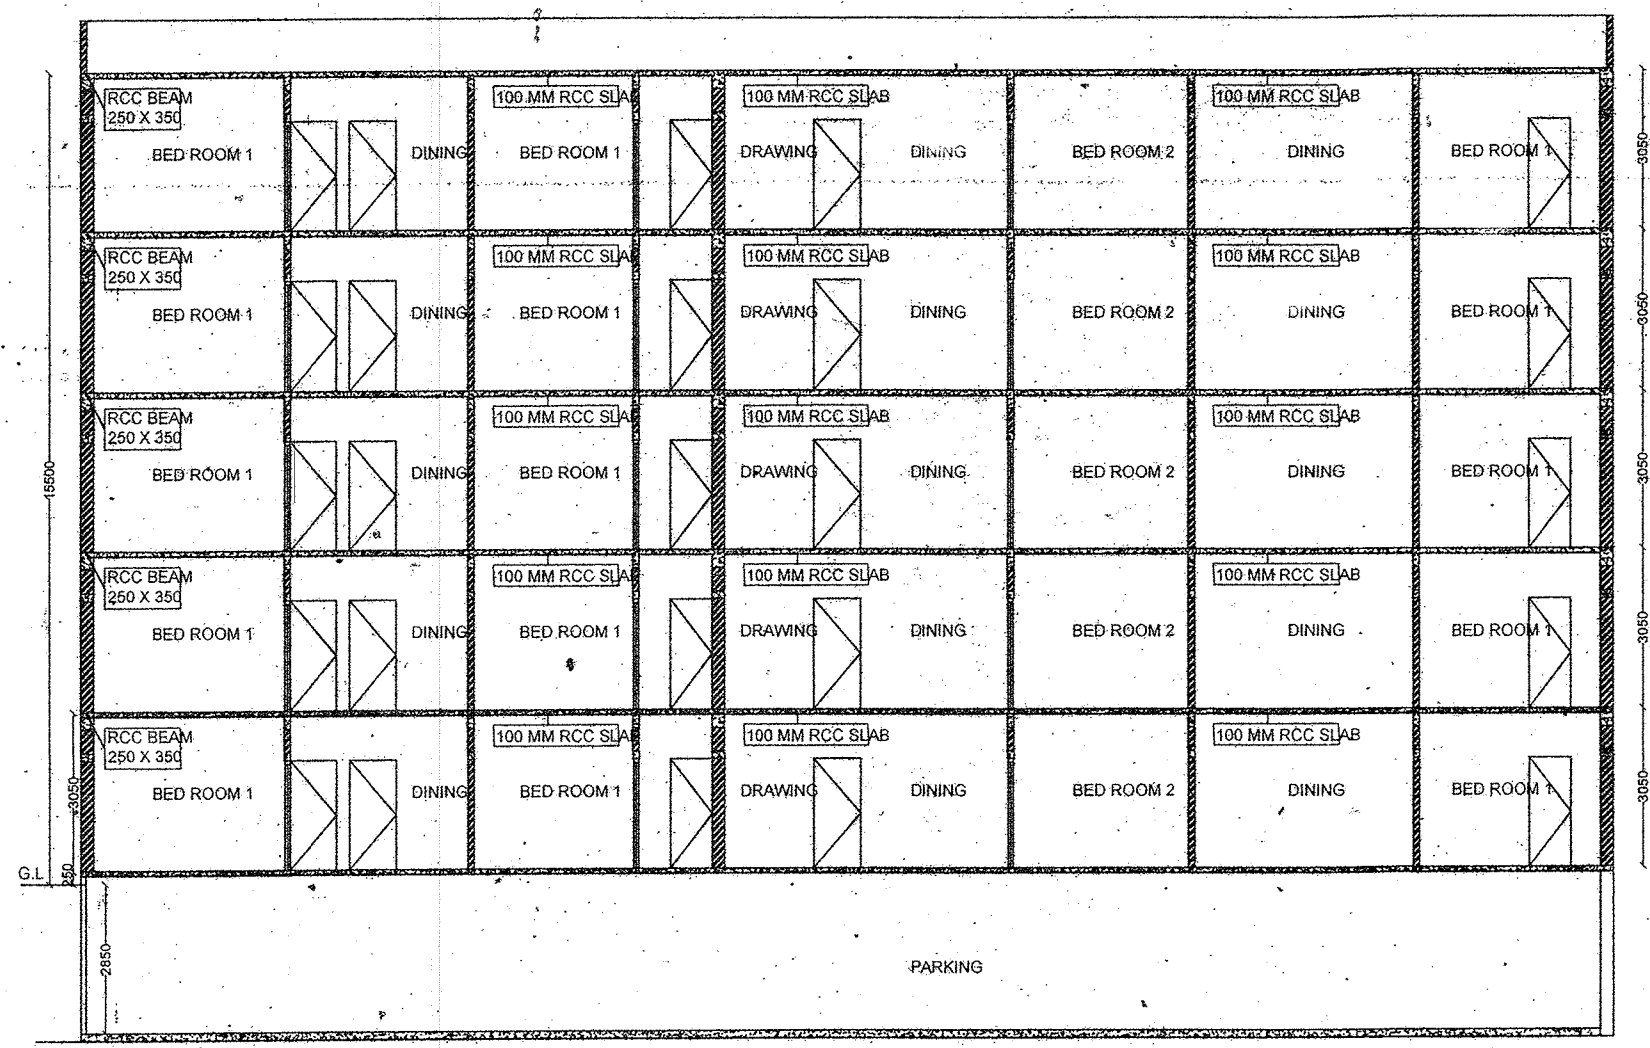 RCC BEAM
250 X 350
100 MM RCC SLAB
100 MM RCC SLAB
100 MM RCC SLAB
BED ROOM 1
DINING
BED ROOM 1
DRAWING
DINING
BED ROOM 2
DINING
BED ROOM 1
3050
RCC BEAM
250 X 350
100 MM RCC SLAB
100 MM RCC SLAB
100 MM RCC SLAB
BED ROOM 1
DINING
BED ROOM 1
DRAWING
DINING
BED ROOM 2
DINING
BED ROOM 1
3050
RCC BEAM
250 X 350
100 MM RCC SLAB
100 MM RCC SLAB
100 MM RCC SLAB
BED ROOM 1
DINING
BED ROOM 1
DRAWING
DINING
BED ROOM 2
DINING
BED ROOM 1
3050
15500
RCC BEAM
250 X 350
100 MM RCC SLAB
100 MM RCC SLAB
100 MM RCC SLAB
BED ROOM 1
DINING
BED ROOM 1
DRAWING
DINING
BED ROOM 2
DINING
BED ROOM 1
3050
RCC BEAM
250 X 350
100 MM RCC SLAB
100 MM RCC SLAB
100 MM RCC SLAB
3050
BED ROOM 1
DINING
BED ROOM 1
DRAWING
DINING
BED ROOM 2
DINING
BED ROOM 1
3050
G.L
250
2850
PARKING